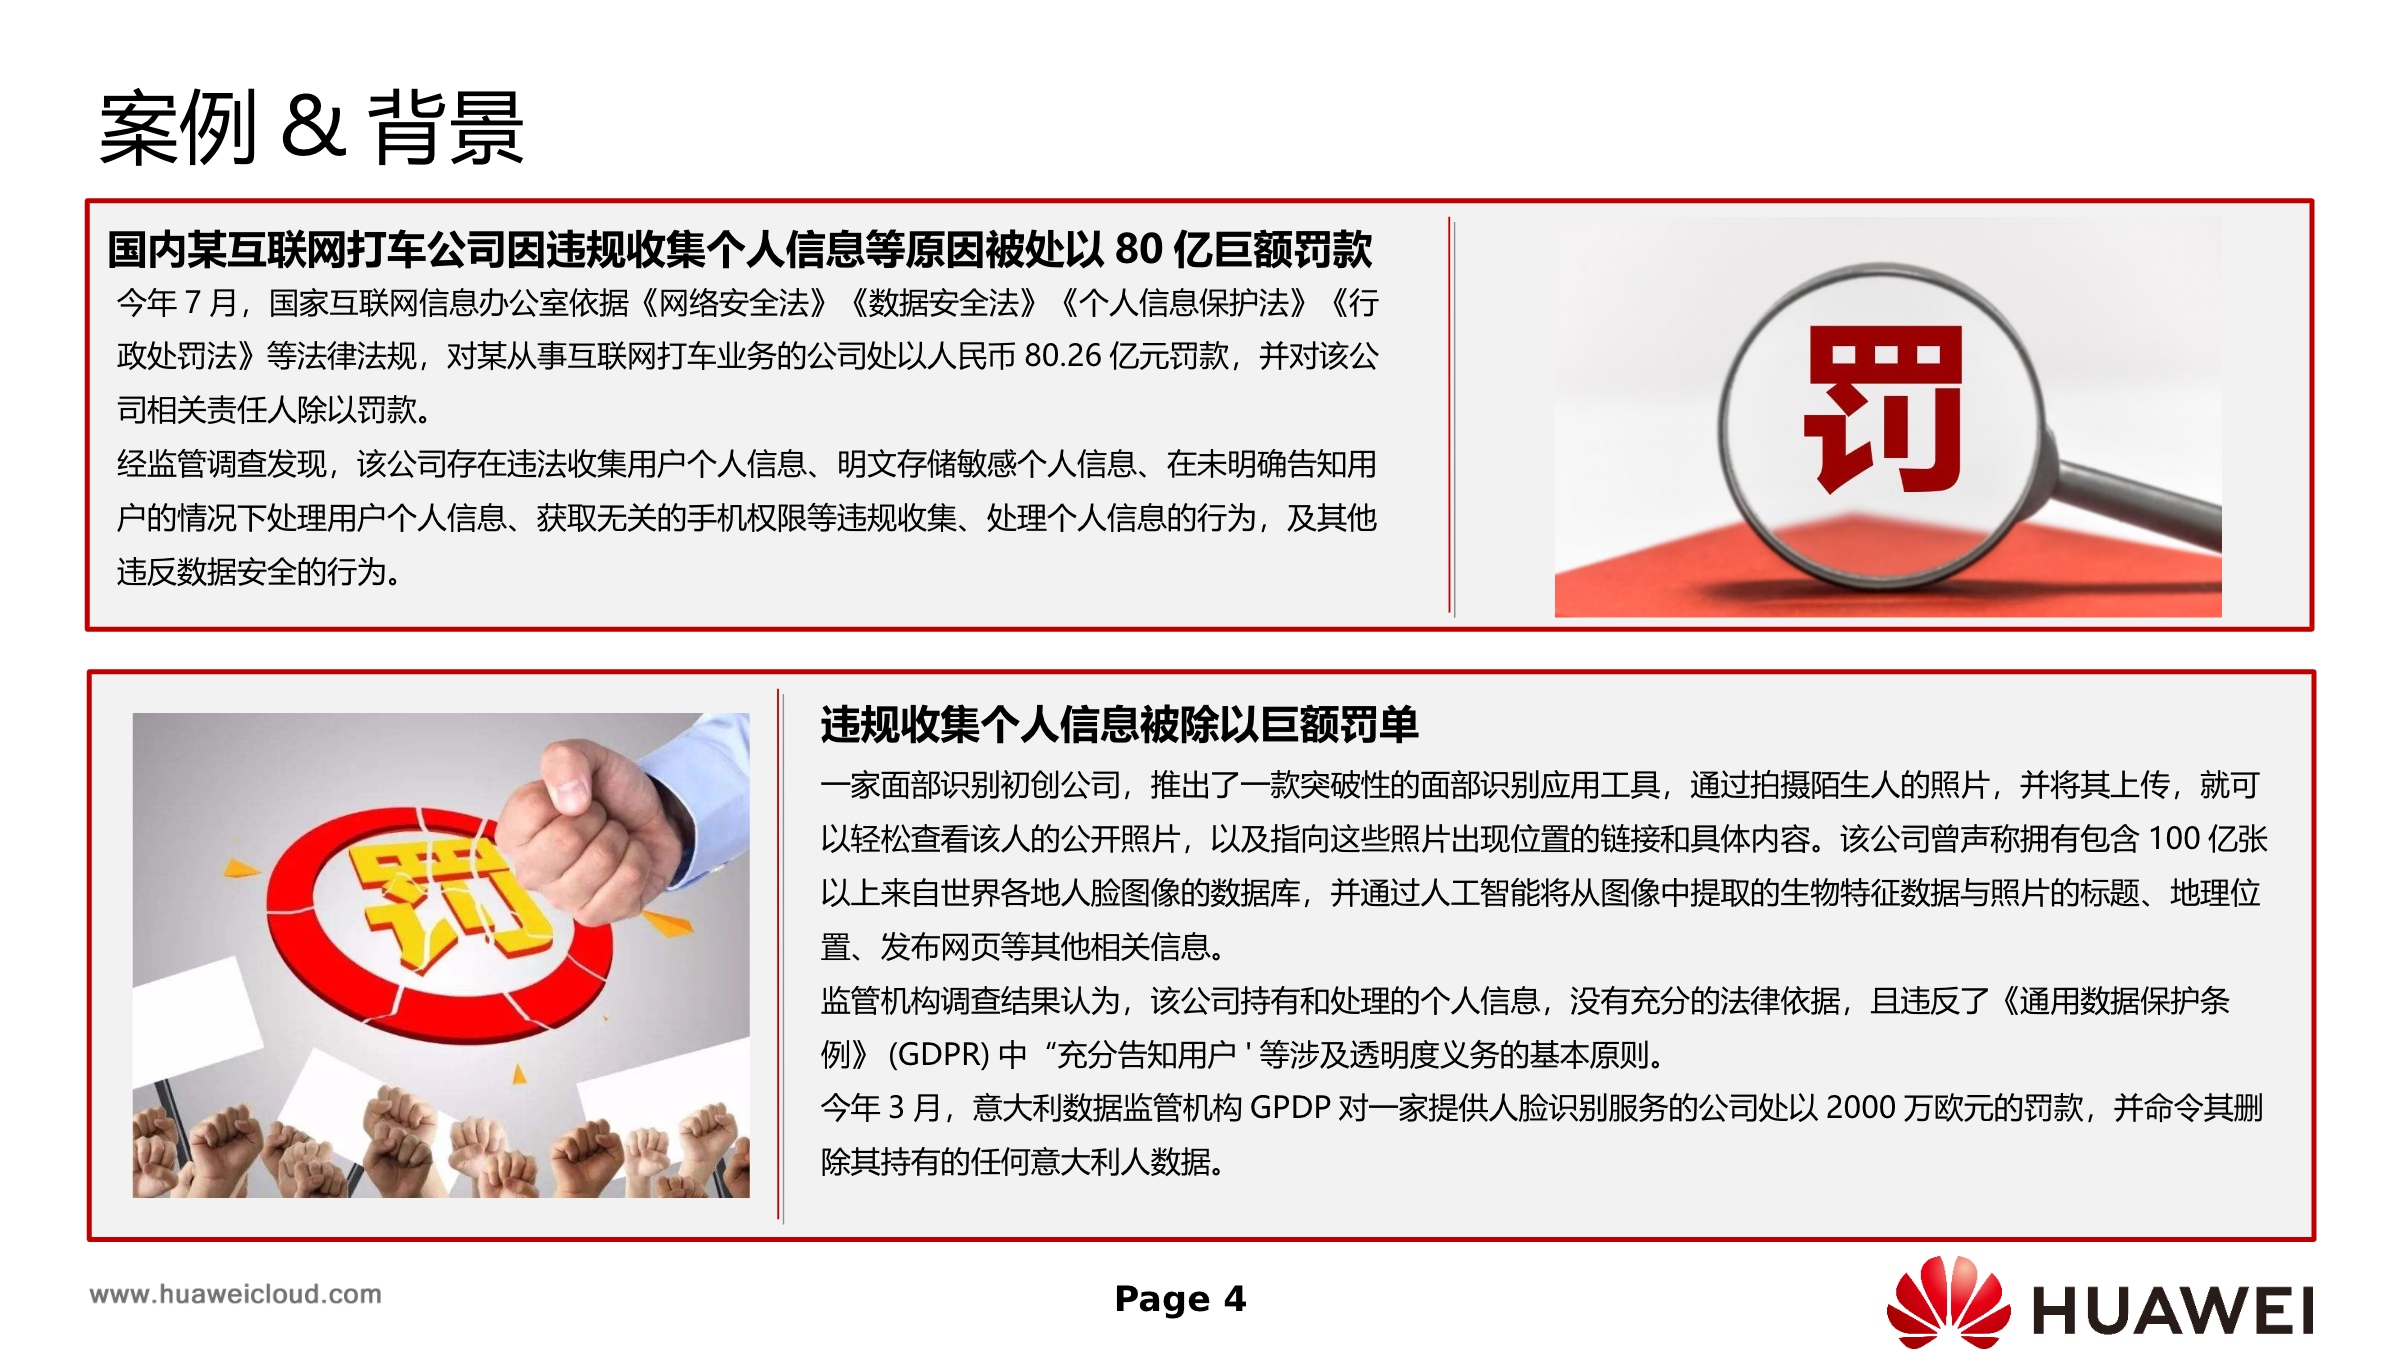 案例 & 背景
国内某互联网打车公司因违规收集个人信息等原因被处以 80 亿巨额罚款
今年 7 月，国家互联网信息办公室依据《网络安全法》《数据安全法》《个人信息保护法》《行
政处罚法》等法律法规，对某从事互联网打车业务的公司处以人民币 80.26 亿元罚款，并对该公
司相关责任人除以罚款。
经监管调查发现，该公司存在违法收集用户个人信息、明文存储敏感个人信息、在未明确告知用
户的情况下处理用户个人信息、获取无关的手机权限等违规收集、处理个人信息的行为，及其他
违反数据安全的行为。
罚
违规收集个人信息被除以巨额罚单
一家面部识别初创公司，推出了一款突破性的面部识别应用工具，通过拍摄陌生人的照片，并将其上传，就可
以轻松查看该人的公开照片，以及指向这些照片出现位置的链接和具体内容。该公司曾声称拥有包含 100 亿张
以上来自世界各地人脸图像的数据库，并通过人工智能将从图像中提取的生物特征数据与照片的标题、地理位
置、发布网页等其他相关信息。
监管机构调查结果认为，该公司持有和处理的个人信息，没有充分的法律依据，且违反了《通用数据保护条
例》 (GDPR) 中“充分告知用户 ' 等涉及透明度义务的基本原则。
今年 3 月，意大利数据监管机构 GPDP 对一家提供人脸识别服务的公司处以 2000 万欧元的罚款，并命令其删
除其持有的任何意大利人数据。
罚
www.huaweicloud.com
Page 4
HUAWEI